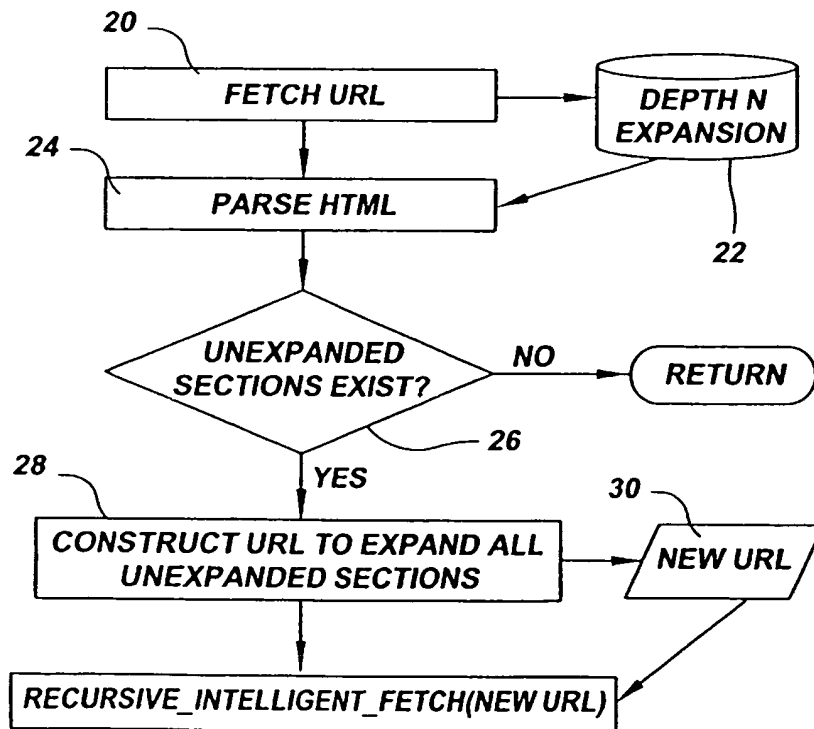 20
FETCH URL
DEPTH N
EXPANSION
22
24
PARSE HTML
UNEXPANDED
SECTIONS EXIST?
NO
RETURN
26
YES
28
CONSTRUCT URL TO EXPAND ALL
UNEXPANDED SECTIONS
30
NEW URL
RECURSIVE_INTELLIGENT_FETCH(NEW URL)